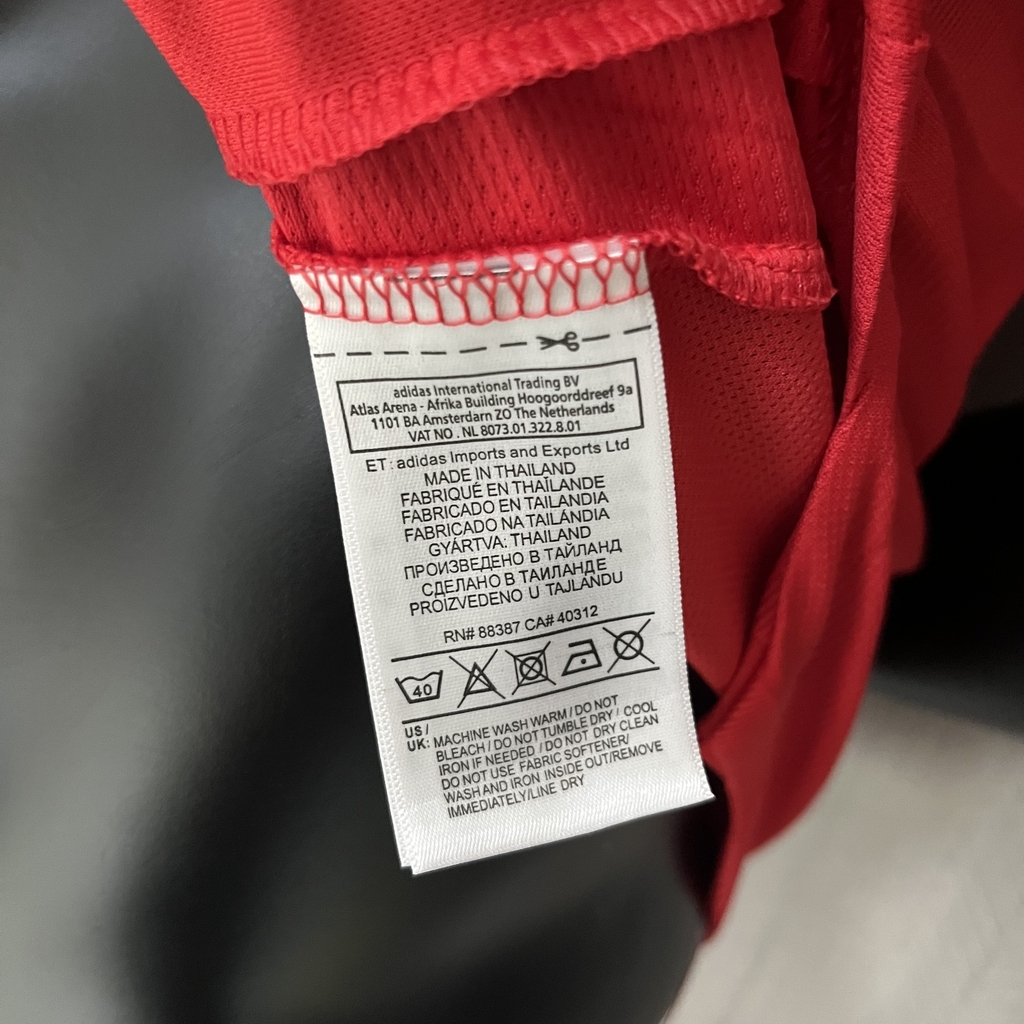 adidas International Trading BV
Atlas Arena - Afrika Building Hoogoorddreef 9a
1101 BA Amsterdarn ZO The Netherlands
VAT NO . NL 8073.01.322.8.01
ET : adidas Imports and Exports Ltd
MADE IN THAILAND
FABRIQUÉ EN THAÏLANDE
FABRICADO EN TAILANDIA
FABRICADO NA TAILÁNDIA
GYÁRTVA: THAILAND
ПРОИЗВЕДЕНО В ТАЙЛАНД
СДЕЛАНО В ТАИЛАНДЕ
PROIZVEDENO U TAJLANDU
RN# 88387 CA# 40312
40
US /
UK: MACHINE WASH WARM / DO NOT
BLEACH / DO NOT TUMBLE DRY / COOL
IRON IF NEEDED / DO NOT DRY CLEAN
DO NOT USE FABRIC SOFTENER/
WASH AND IRON INSIDE OUT/REMOVE
IMMEDIATELY/LINE DRY